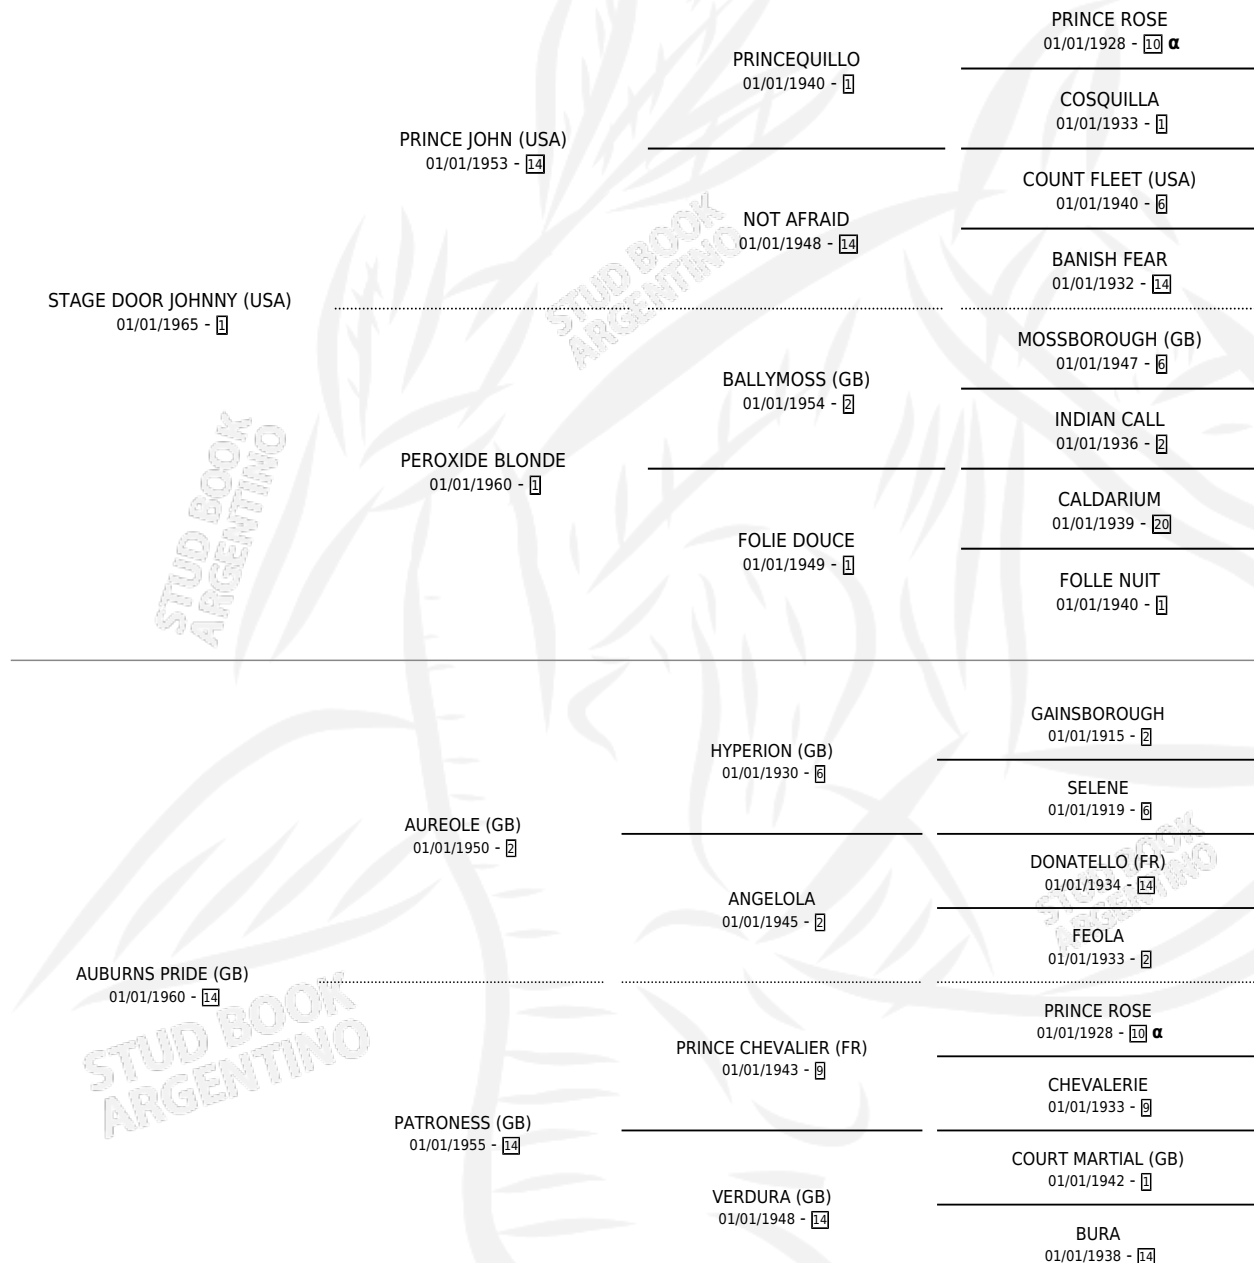 PRINCE ROSE
01/01/1928 - 10 α
PRINCEQUILLO
01/01/1940 - 1
COSQUILLA
01/01/1933 - 1
PRINCE JOHN (USA)
01/01/1953 - 14
COUNT FLEET (USA)
01/01/1940 - 6
NOT AFRAID
01/01/1948 - 14
BANISH FEAR
01/01/1932 - 14
STAGE DOOR JOHNNY (USA)
01/01/1965 - 1
MOSSBOROUGH (GB)
01/01/1947 - 6
BALLYMOSS (GB)
01/01/1954 - 2
INDIAN CALL
01/01/1936 - 2
PEROXIDE BLONDE
01/01/1960 - 1
CALDARIUM
01/01/1939 - 20
FOLIE DOUCE
01/01/1949 - 1
FOLLE NUIT
01/01/1940 - 1
GAINSBOROUGH
01/01/1915 - 2
HYPERION (GB)
01/01/1930 - 6
SELENE
01/01/1919 - 6
AUREOLE (GB)
01/01/1950 - 2
DONATELLO (FR)
01/01/1934 - 14
ANGELOLA
01/01/1945 - 2
FEOLA
01/01/1933 - 2
AUBURNS PRIDE (GB)
01/01/1960 - 14
PRINCE ROSE
01/01/1928 - 10 α
PRINCE CHEVALIER (FR)
01/01/1943 - 9
CHEVALERIE
01/01/1933 - 9
PATRONESS (GB)
01/01/1955 - 14
COURT MARTIAL (GB)
01/01/1942 - 1
VERDURA (GB)
01/01/1948 - 14
BURA
01/01/1938 - 14
STUD BOOK
ARGENTINO
STUD BOOK
ARGENTINO
STUD BOOK
ARGENTINO
STUD BOOK
ARGENTINO